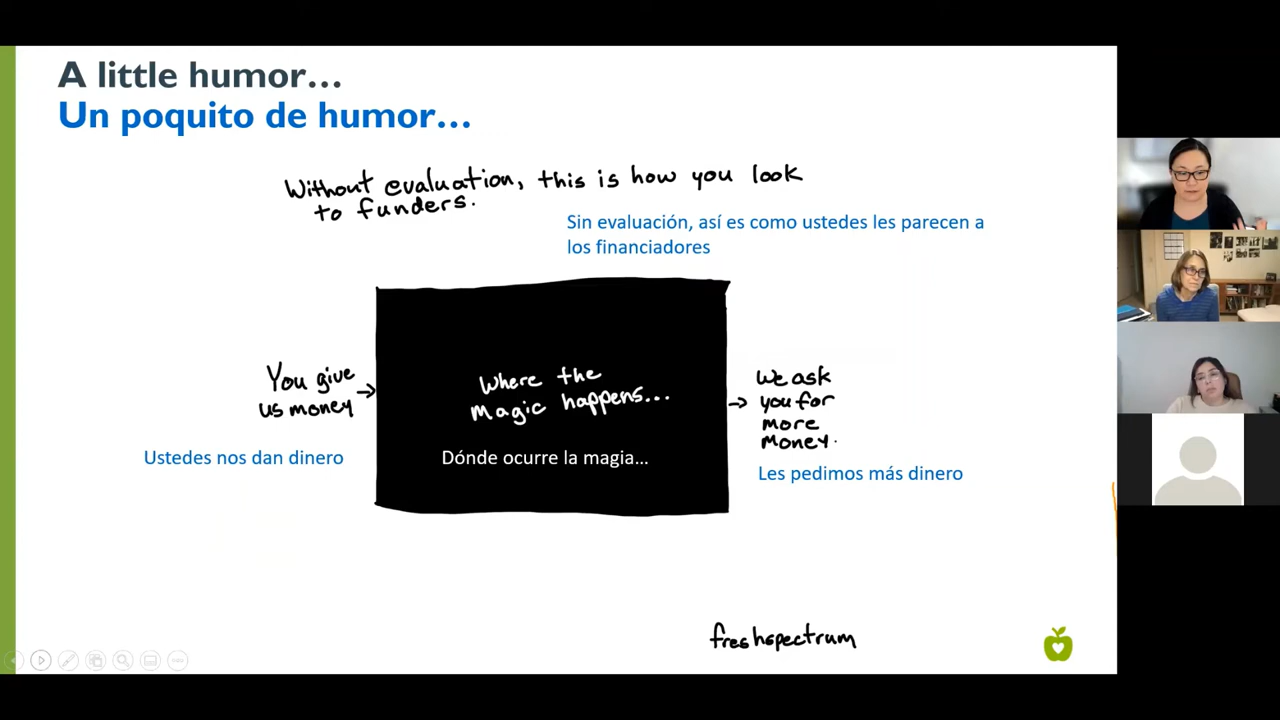 A little humor...
Un poquito de humor...
Without evaluation, this is how you look
to funders.
Sin evaluación, así es como ustedes les parecen a
los financiadores
You give
us money
Ustedes nos dan dinero
Where the
magic happens...
Dónde ocurre la magia...
We ask
you for
more
money.
Les pedimos más dinero
freshspectrum